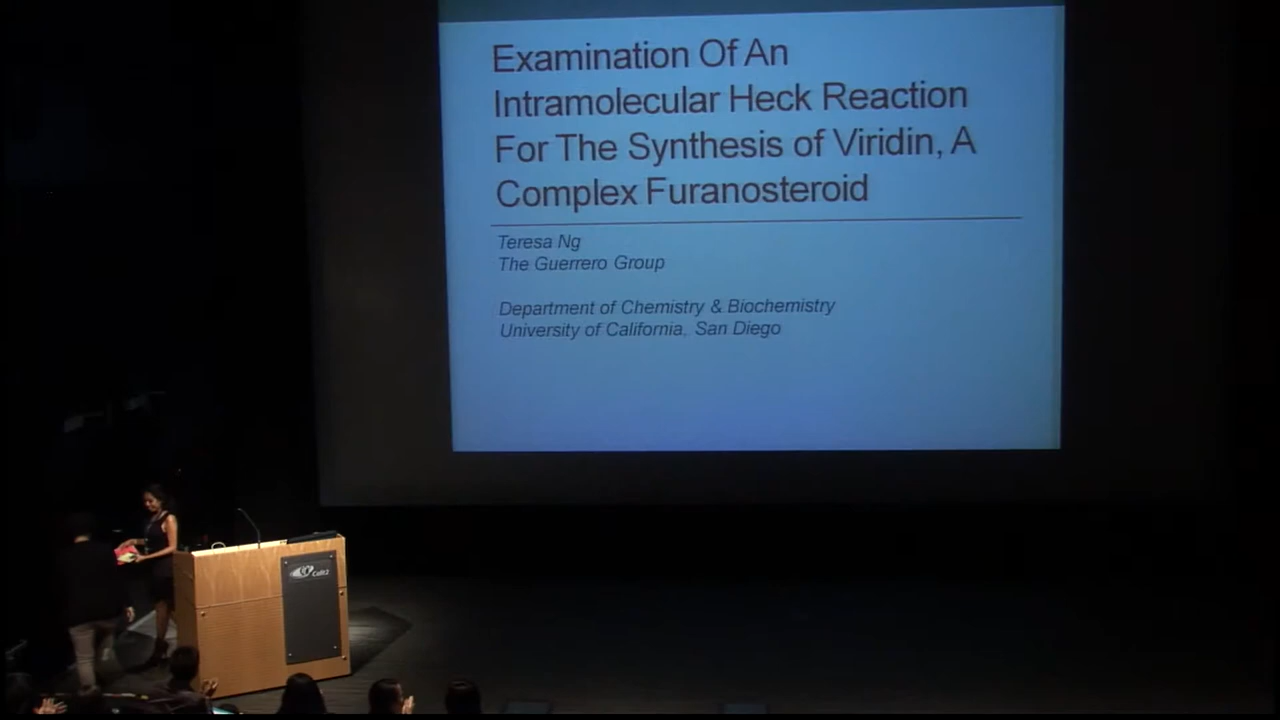 Examination Of An
Intramolecular Heck Reaction
For The Synthesis of Viridin, A
Complex Furanosteroid
Teresa Ng
The Guerrero Group
Department of Chemistry & Biochemistry
University of California, San Diego
Calit2